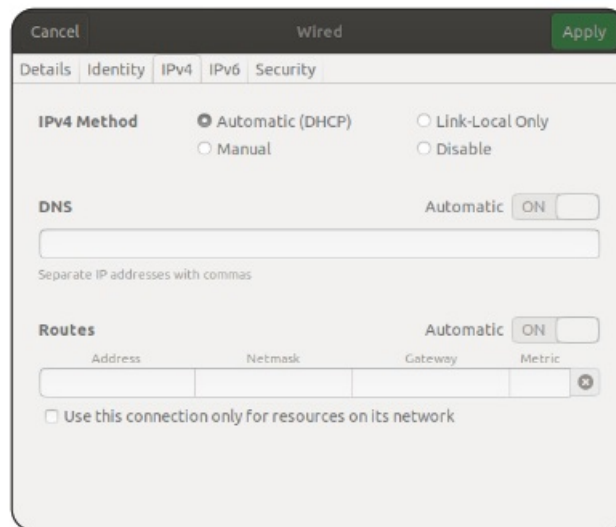 Cancel Wired Apply
Details Identity IPv4 IPv6 Security
IPv4 Method Automatic (DHCP) Link-Local Only
Manual Disable
DNS Automatic ON
Separate IP addresses with commas
Routes Automatic ON
Address Netmask Gateway Metric
Use this connection only for resources on its network